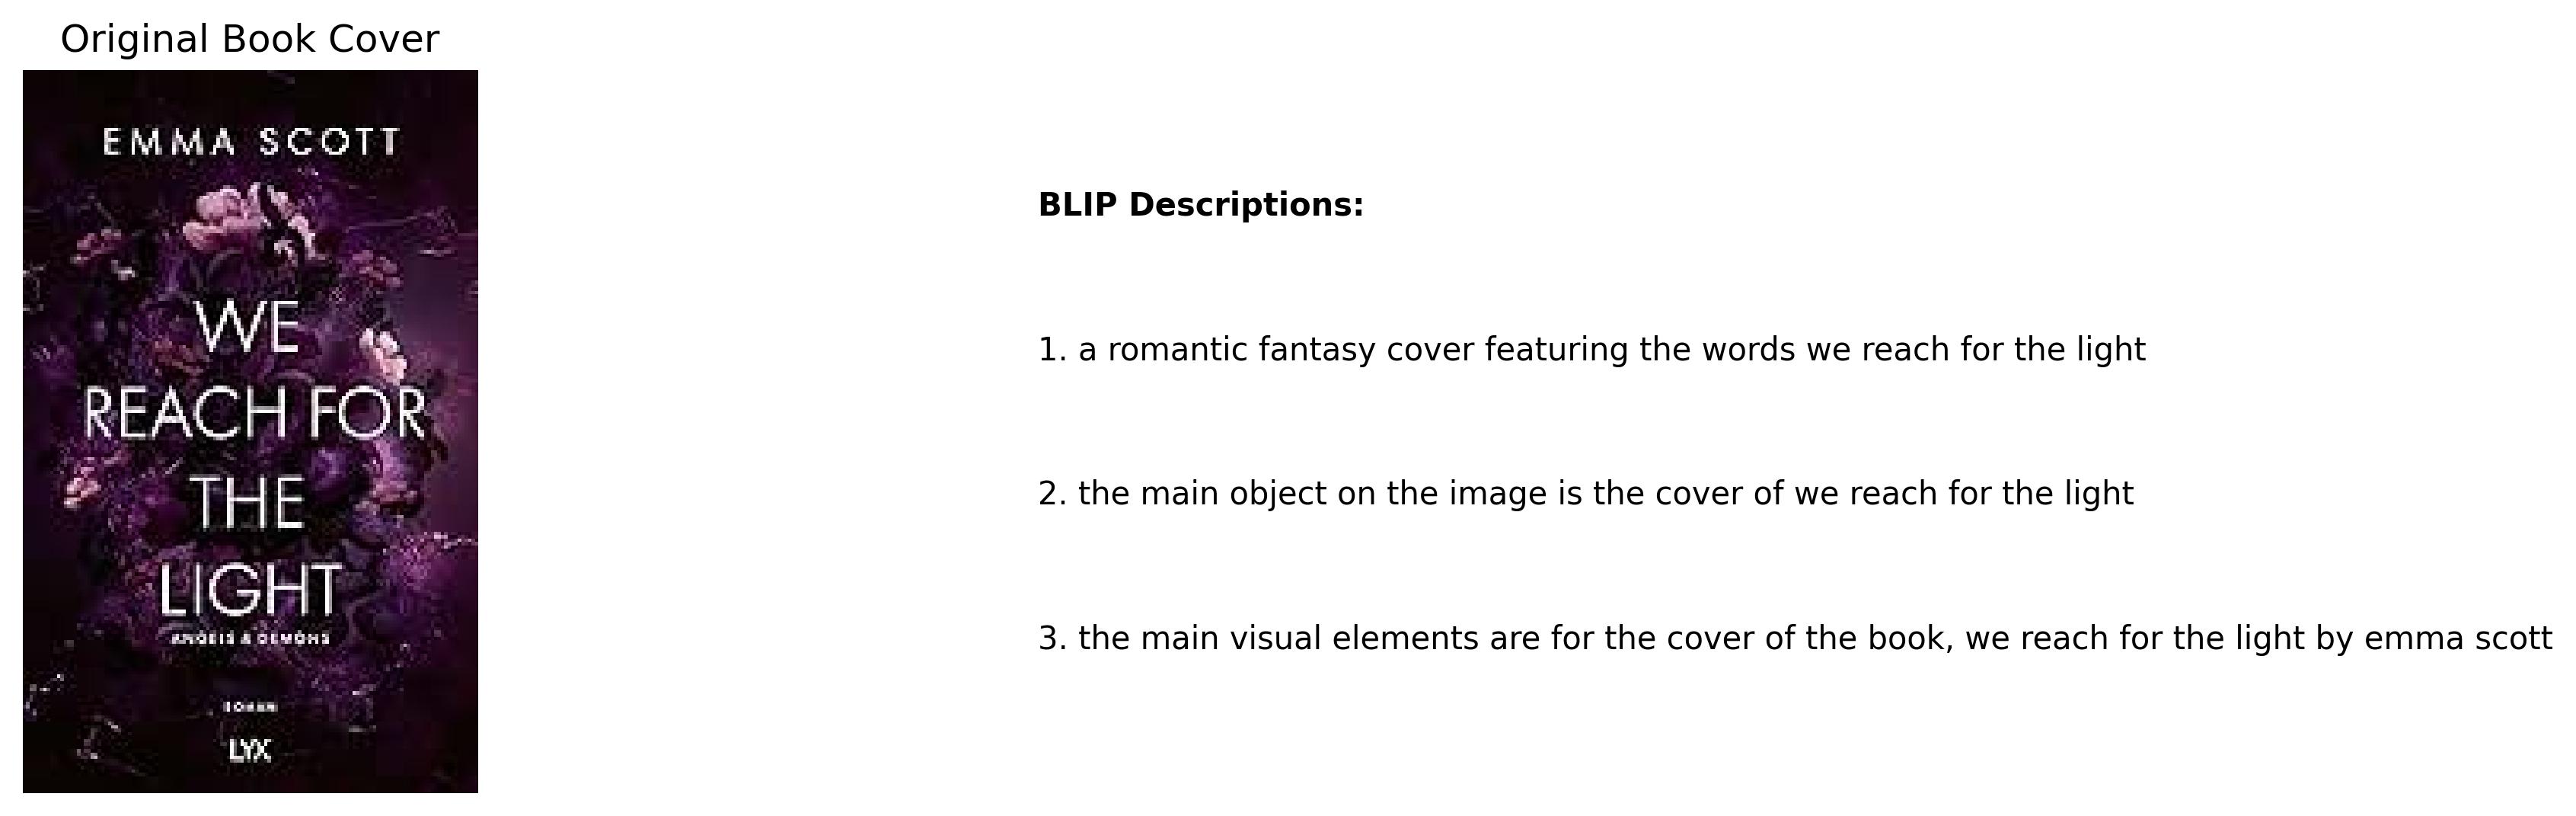 Original Book Cover
EMMA SCOTT
WE
REACH FOR
THE
LIGHT
ANGELS & DEMONS
ROMAN
LYX
BLIP Descriptions:
1. a romantic fantasy cover featuring the words we reach for the light
2. the main object on the image is the cover of we reach for the light
3. the main visual elements are for the cover of the book, we reach for the light by emma scott